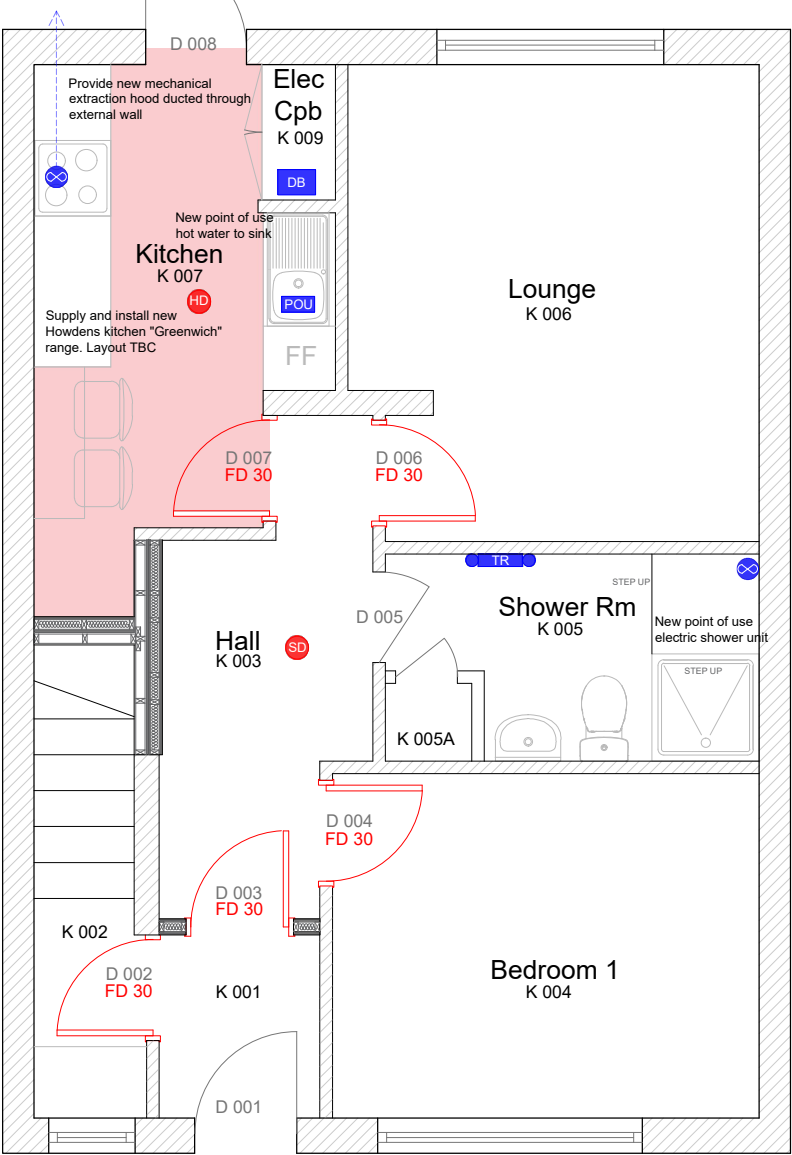 D 008
Provide new mechanical
extraction hood ducted through
external wall
Elec
Cpb
K 009
DB
New point of use
hot water to sink
Kitchen
K 007
HD
POU
Supply and install new
Howdens kitchen "Greenwich"
range. Layout TBC
FF
Lounge
K 006
D 007
FD 30
D 006
FD 30
TR
STEP UP
Shower Rm
K 005
New point of use
electric shower unit
STEP UP
D 005
Hall
K 003
SD
K 005A
D 004
FD 30
D 003
FD 30
K 002
D 002
FD 30
K 001
Bedroom 1
K 004
D 001